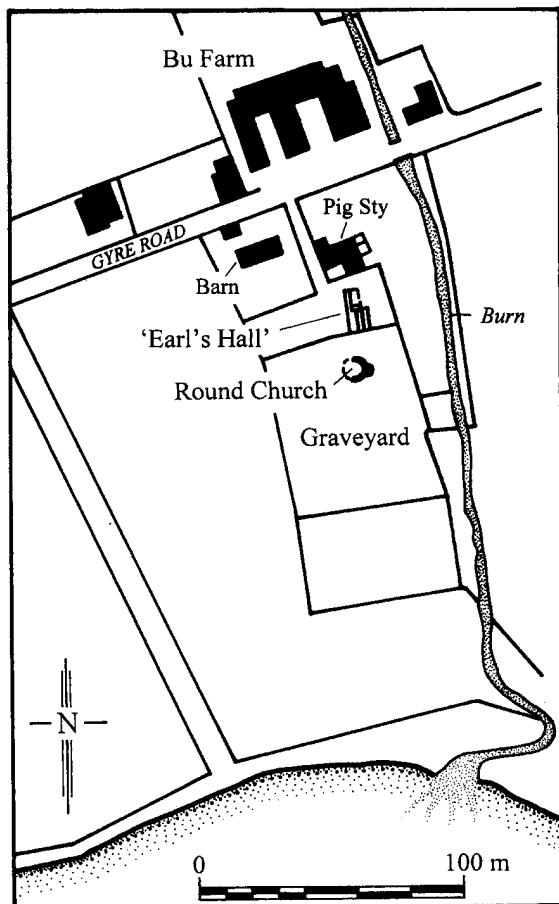 Bu Farm
Pig Sty
GYRE ROAD
Barn
'Earl's Hall'
Burn
Round Church
Graveyard
N
0 100 m